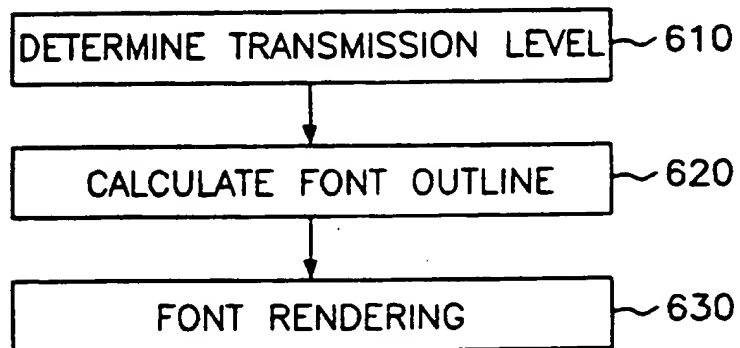 DETERMINE TRANSMISSION LEVEL 610
CALCULATE FONT OUTLINE 620
FONT RENDERING 630